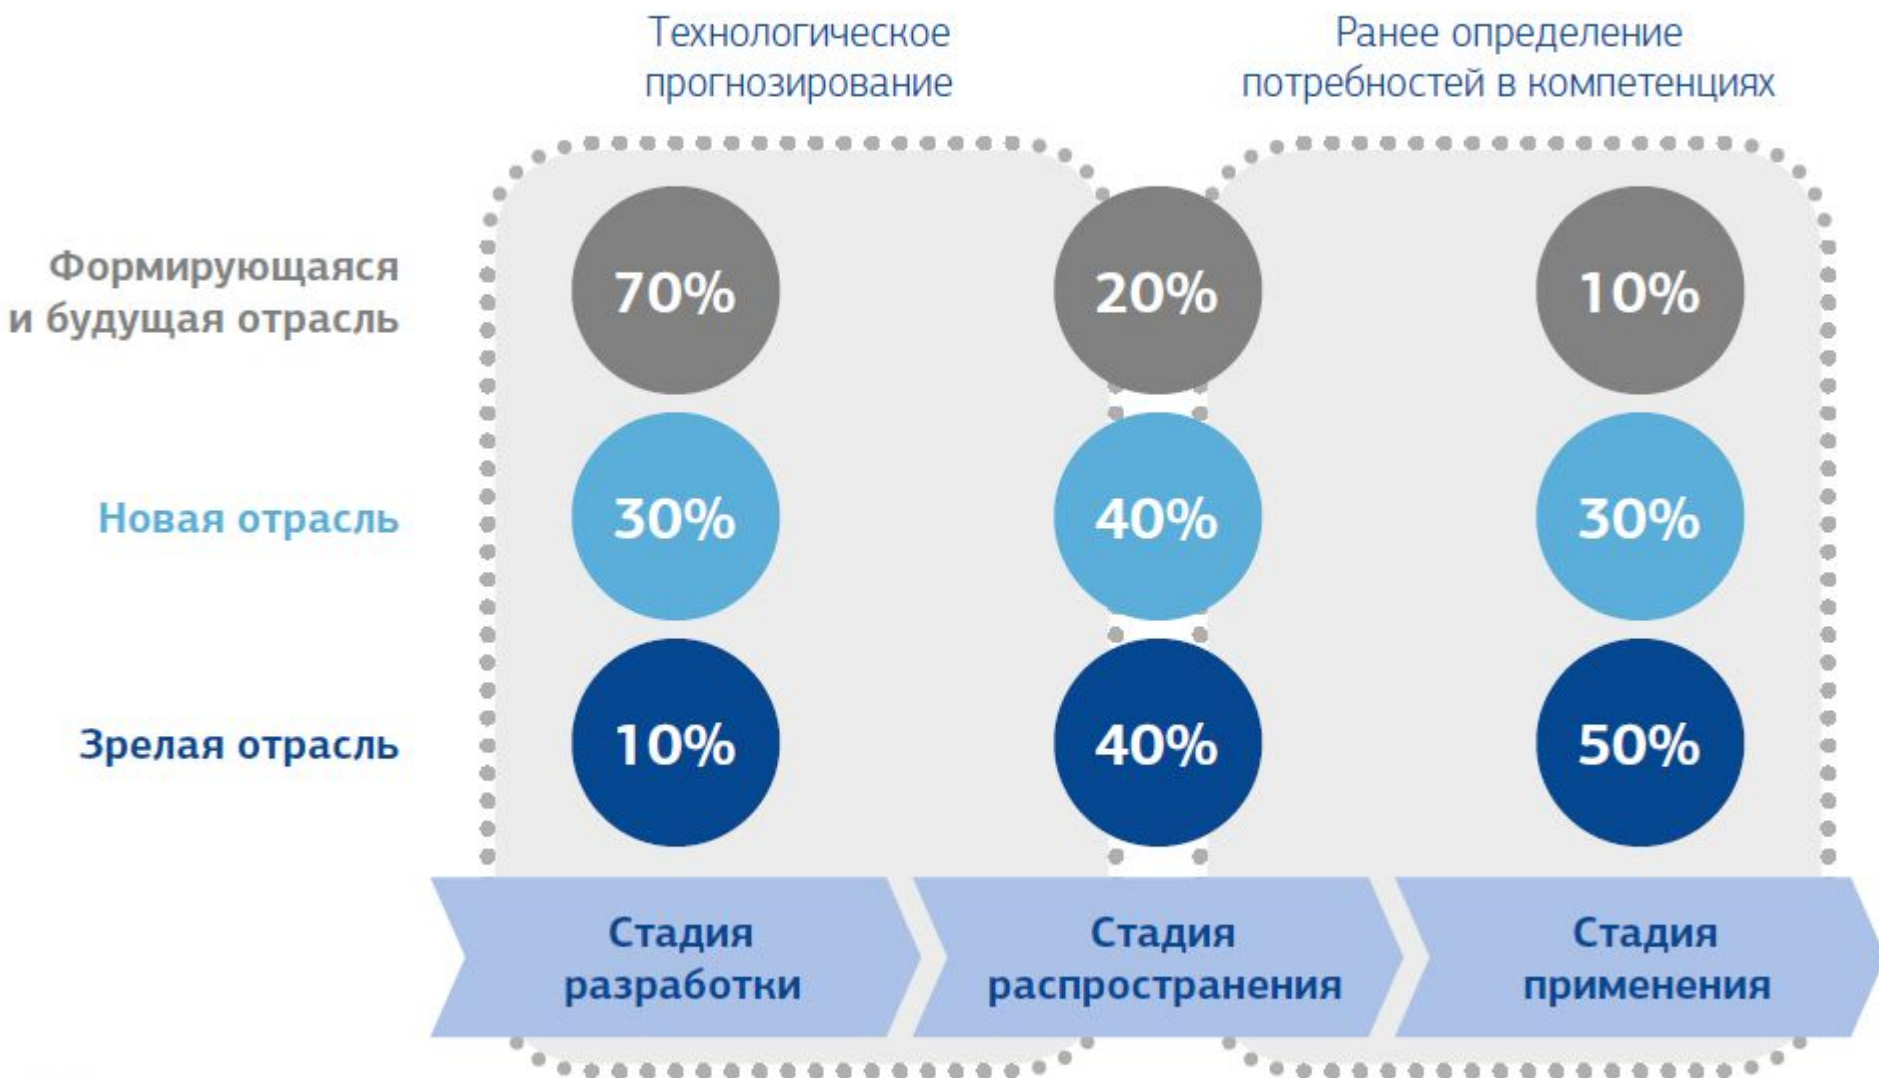 Технологическое
прогнозирование
Ранее определение
потребностей в компетенциях
Формирующаяся
и будущая отрасль
70%
20%
10%
Новая отрасль
30%
40%
30%
Зрелая отрасль
10%
40%
50%
Стадия
разработки
Стадия
распространения
Стадия
применения